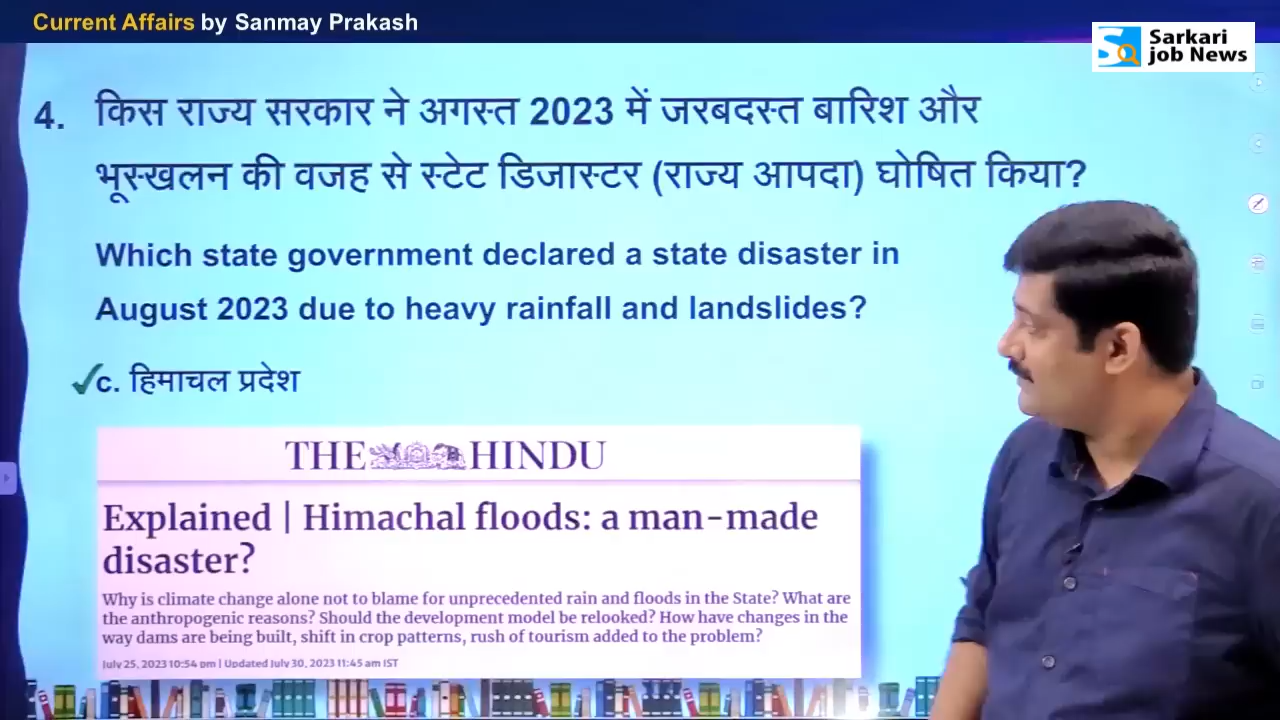 Current Affairs by Sanmay Prakash
Sarkari
Job News
4. किस राज्य सरकार ने अगस्त 2023 में जरबदस्त बारिश और
भूस्खलन की वजह से स्टेट डिजास्टर (राज्य आपदा) घोषित किया?
Which state government declared a state disaster in
August 2023 due to heavy rainfall and landslides?
c. हिमाचल प्रदेश
THE HINDU
Explained | Himachal floods: a man-made
disaster?
Why is climate change alone not to blame for unprecedented rain and floods in the State? What are
the anthropogenic reasons? Should the development model be relooked? How have changes in the
way dams are being built, shift in crop patterns, rush of tourism added to the problem?
July 25, 2023 10:54 pm | Updated July 30, 2023 11:45 am IST